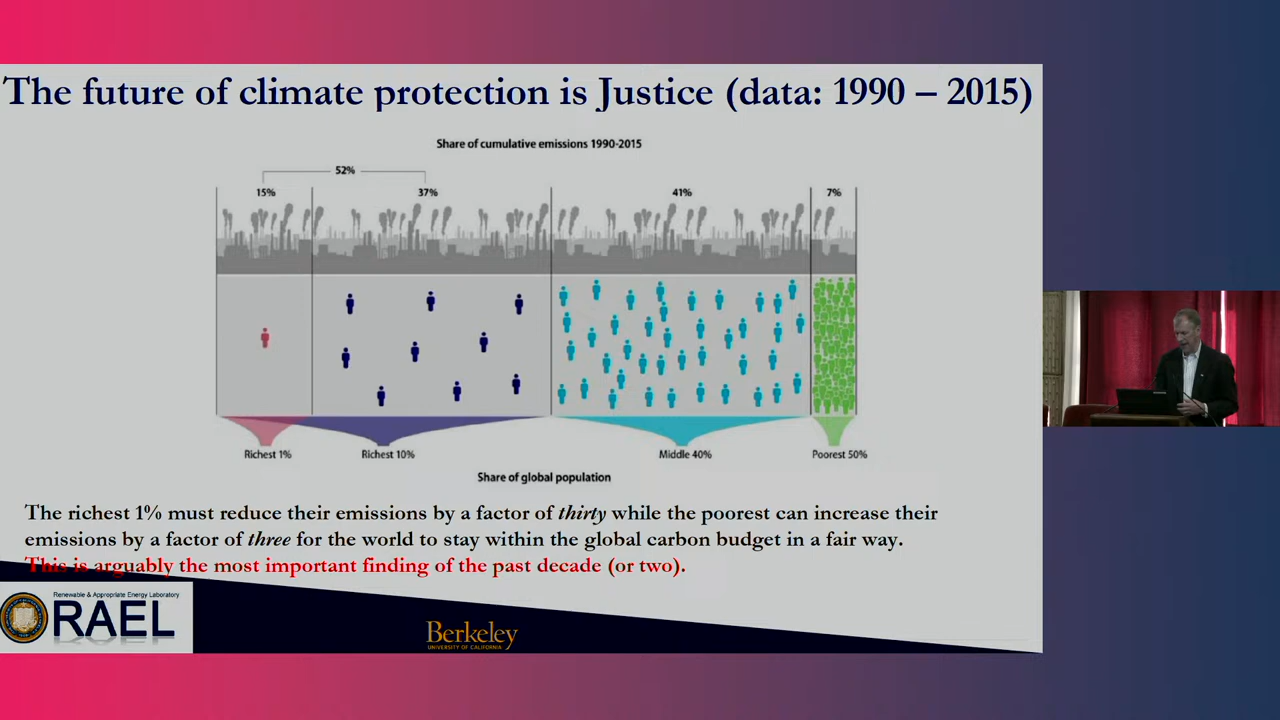 The future of climate protection is Justice (data: 1990 – 2015)
Share of cumulative emissions 1990-2015
52%
15%
37%
41%
7%
Richest 1%
Richest 10%
Middle 40%
Poorest 50%
Share of global population
The richest 1% must reduce their emissions by a factor of thirty while the poorest can increase their
emissions by a factor of three for the world to stay within the global carbon budget in a fair way.
This is arguably the most important finding of the past decade (or two).
Renewable & Appropriate Energy Laboratory
RAEL
Berkeley
UNIVERSITY OF CALIFORNIA